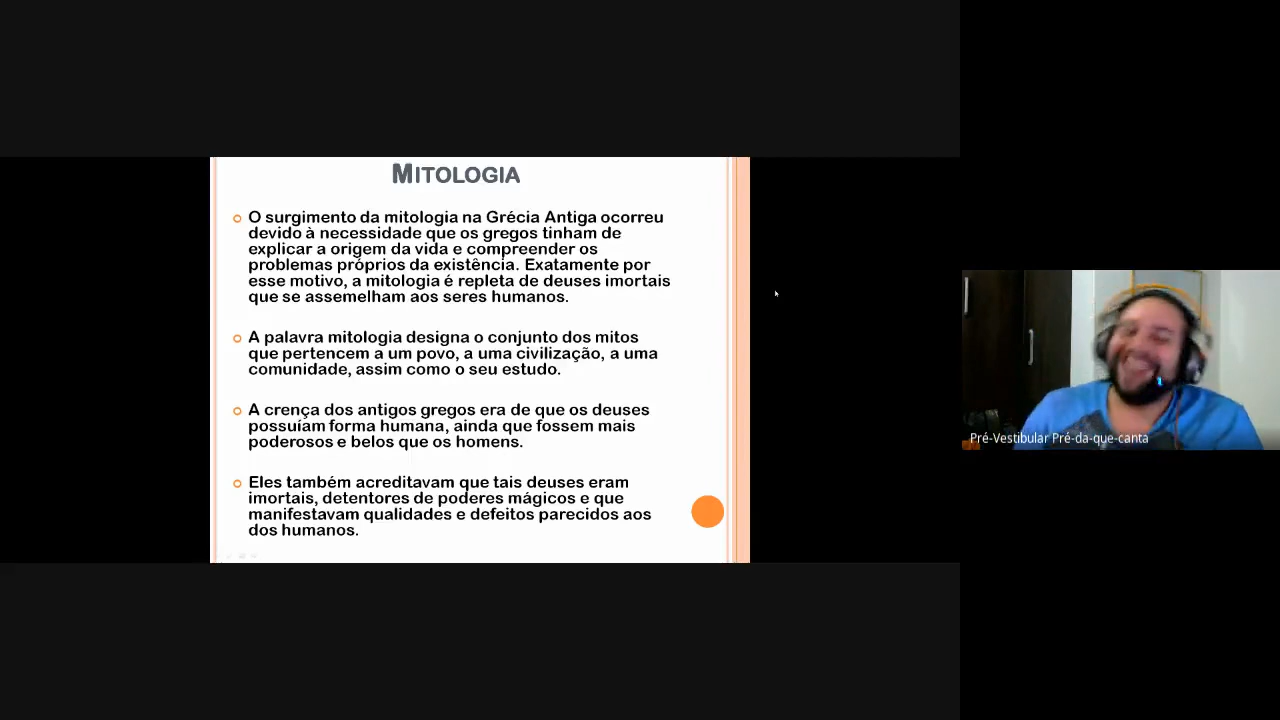 MITOLOGIA
O surgimento da mitologia na Grécia Antiga ocorreu
devido à necessidade que os gregos tinham de
explicar a origem da vida e compreender os
problemas próprios da existência. Exatamente por
esse motivo, a mitologia é repleta de deuses imortais
que se assemelham aos seres humanos.
A palavra mitologia designa o conjunto dos mitos
que pertencem a um povo, a uma civilização, a uma
comunidade, assim como o seu estudo.
A crença dos antigos gregos era de que os deuses
possuíam forma humana, ainda que fossem mais
poderosos e belos que os homens.
Eles também acreditavam que tais deuses eram
imortais, detentores de poderes mágicos e que
manifestavam qualidades e defeitos parecidos aos
dos humanos.
Pré-Vestibular Pré-da-que-canta